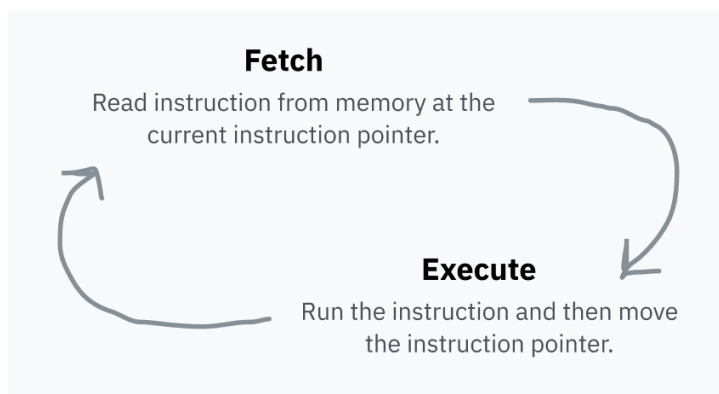 Fetch
Read instruction from memory at the
current instruction pointer.
Execute
Run the instruction and then move
the instruction pointer.